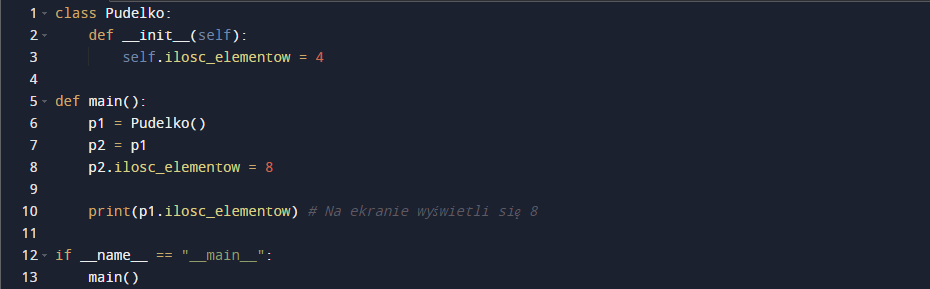 1 class Pudelko:
2     def __init__(self):
3         self.ilosc_elementow = 4
4
5 def main():
6     p1 = Pudelko()
7     p2 = p1
8     p2.ilosc_elementow = 8
9
10     print(p1.ilosc_elementow) # Na ekranie wyświetli się 8
11
12 if __name__ == "__main__":
13     main()